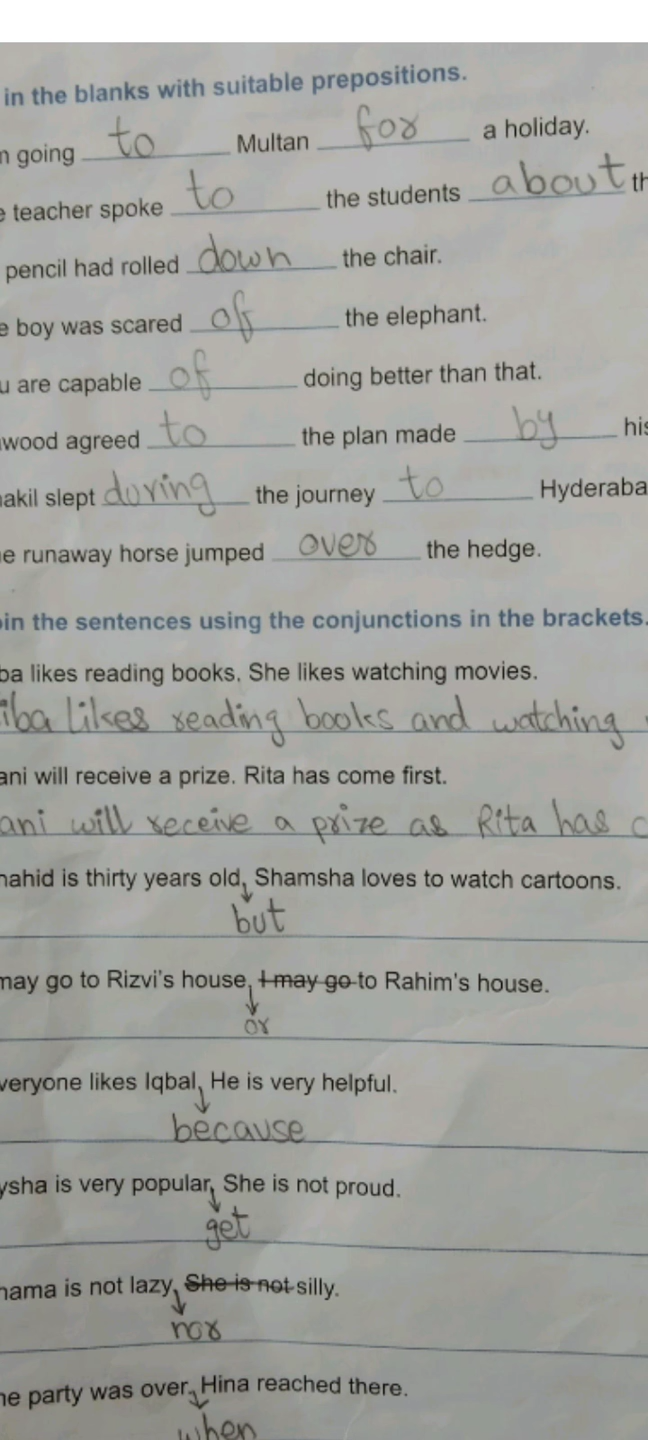 in the blanks with suitable prepositions.
m going to Multan for a holiday.
e teacher spoke to the students about th
pencil had rolled down the chair.
e boy was scared of the elephant.
u are capable of doing better than that.
wood agreed to the plan made by his
akil slept during the journey to Hyderaba
e runaway horse jumped over the hedge.
oin the sentences using the conjunctions in the brackets.
ba likes reading books. She likes watching movies.
iba likes reading books and watching
ani will receive a prize. Rita has come first.
ani will receive a prize as Rita has c
nahid is thirty years old, Shamsha loves to watch cartoons.
but
may go to Rizvi's house, I may go to Rahim's house.
or
veryone likes Iqbal, He is very helpful.
because
ysha is very popular, She is not proud.
get
nama is not lazy, She is not silly.
nor
he party was over, Hina reached there.
when